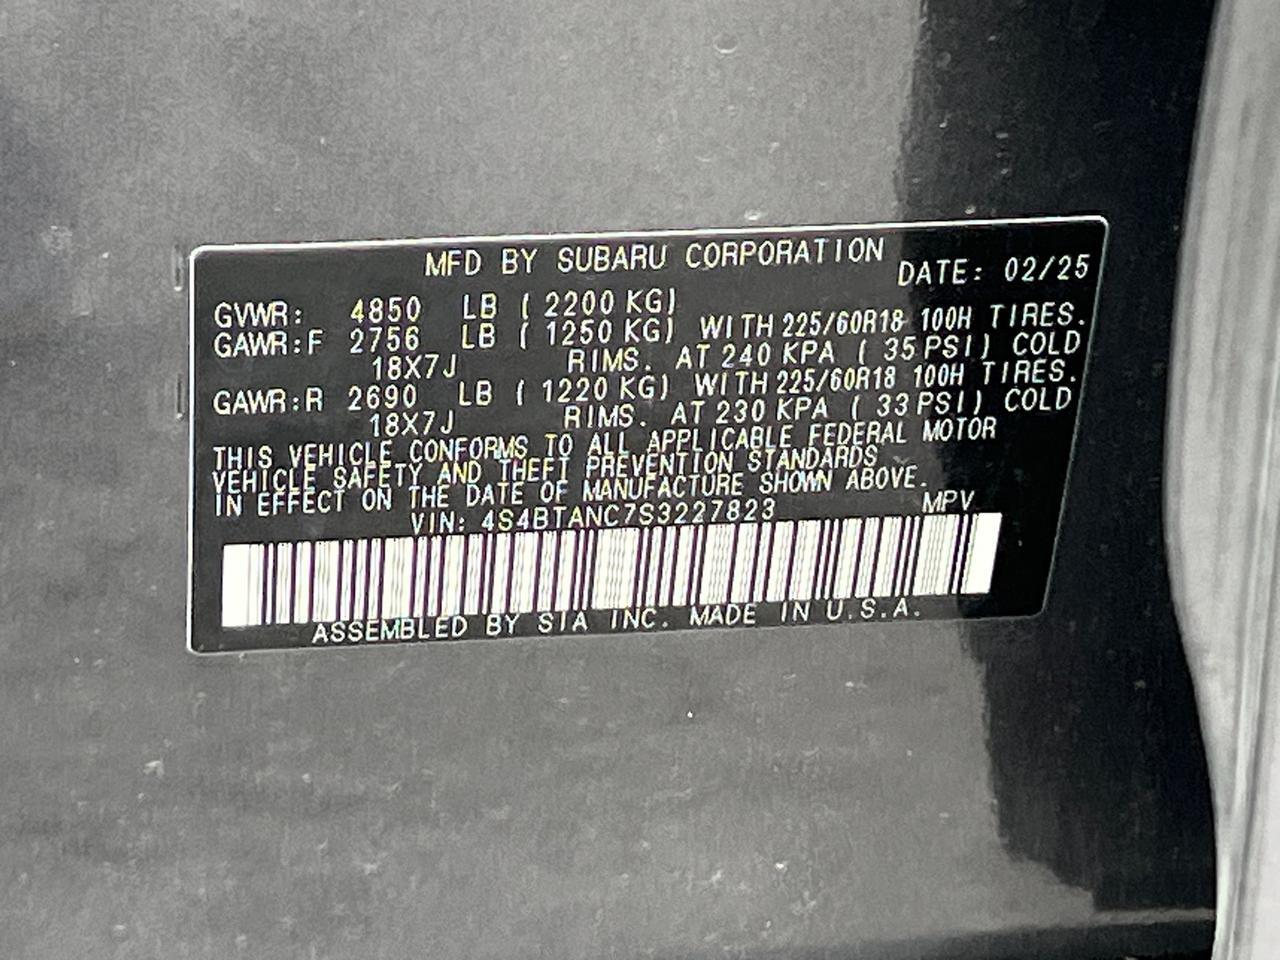 MFD BY SUBARU CORPORATION DATE: 02/25
GVWR: 4850 LB ( 2200 KG)
GAWR:F 2756 LB ( 1250 KG) WITH 225/60R18 100H TIRES.
18X7J RIMS. AT 240 KPA ( 35 PSI) COLD
GAWR:R 2690 LB ( 1220 KG) WITH 225/60R18 100H TIRES.
18X7J RIMS. AT 230 KPA ( 33 PSI) COLD
THIS VEHICLE CONFORMS TO ALL APPLICABLE FEDERAL MOTOR
VEHICLE SAFETY AND THEFT PREVENTION STANDARDS
IN EFFECT ON THE DATE OF MANUFACTURE SHOWN ABOVE.
VIN: 4S4BTANC7S3227823 MPV
ASSEMBLED BY SIA INC. MADE IN U.S.A.